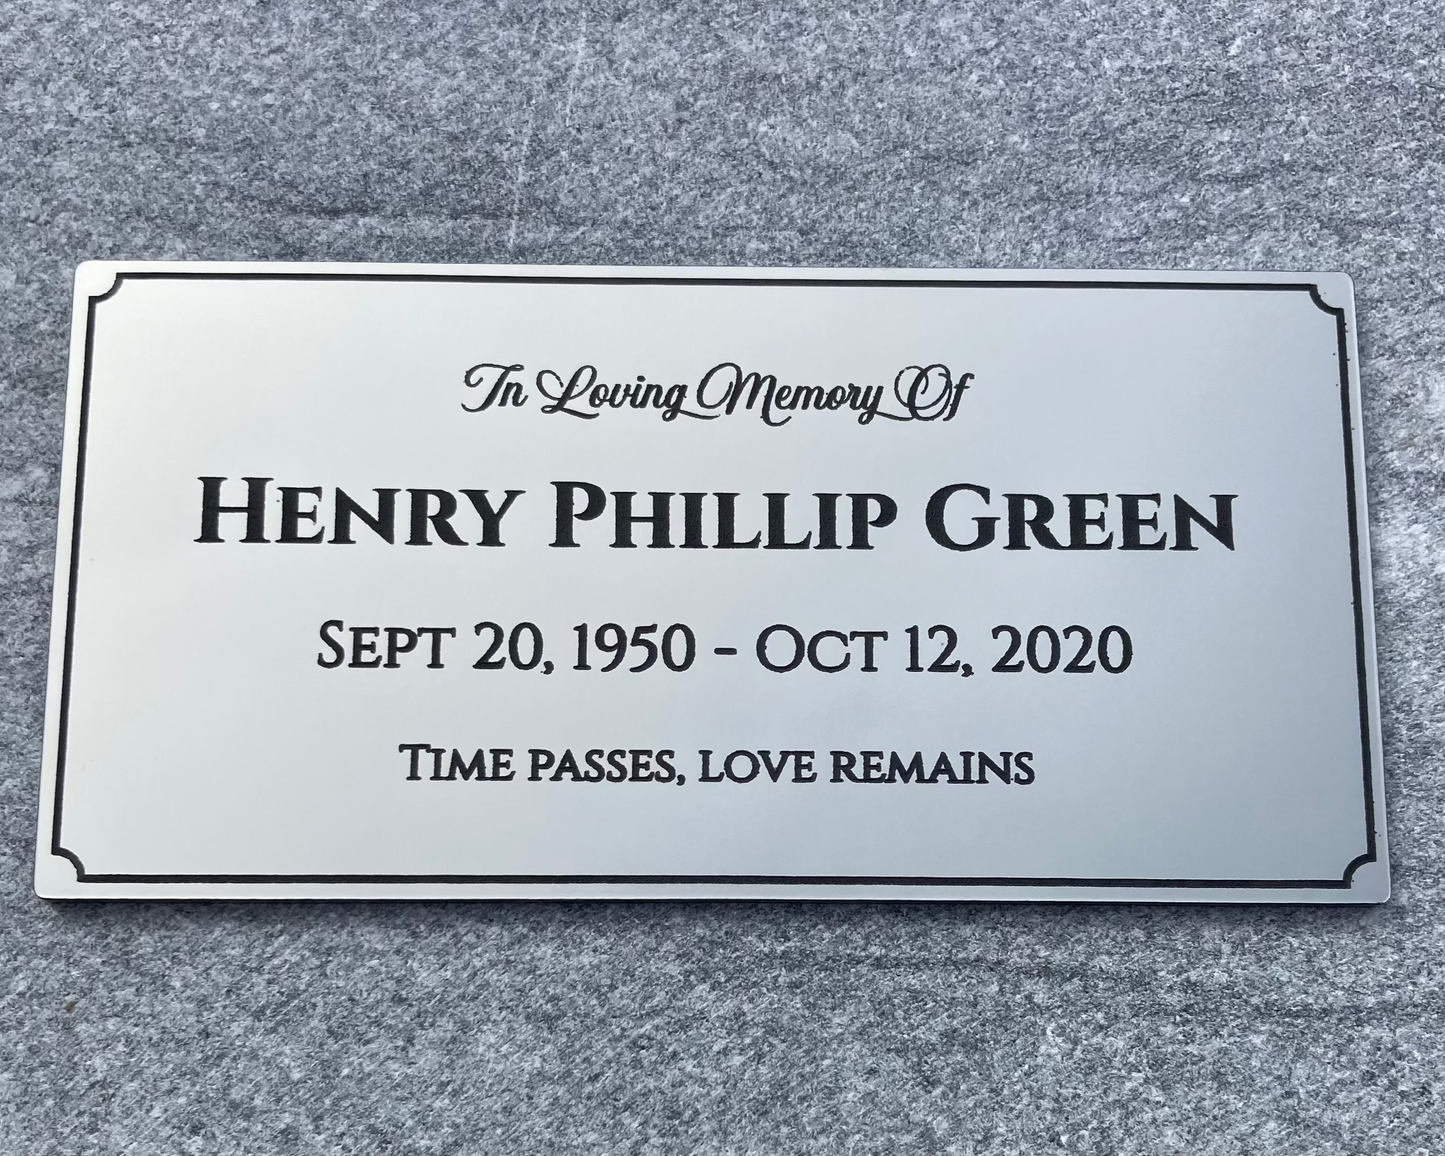 In Loving Memory Of
Henry Phillip Green
Sept 20, 1950 - Oct 12, 2020
Time passes, love remains